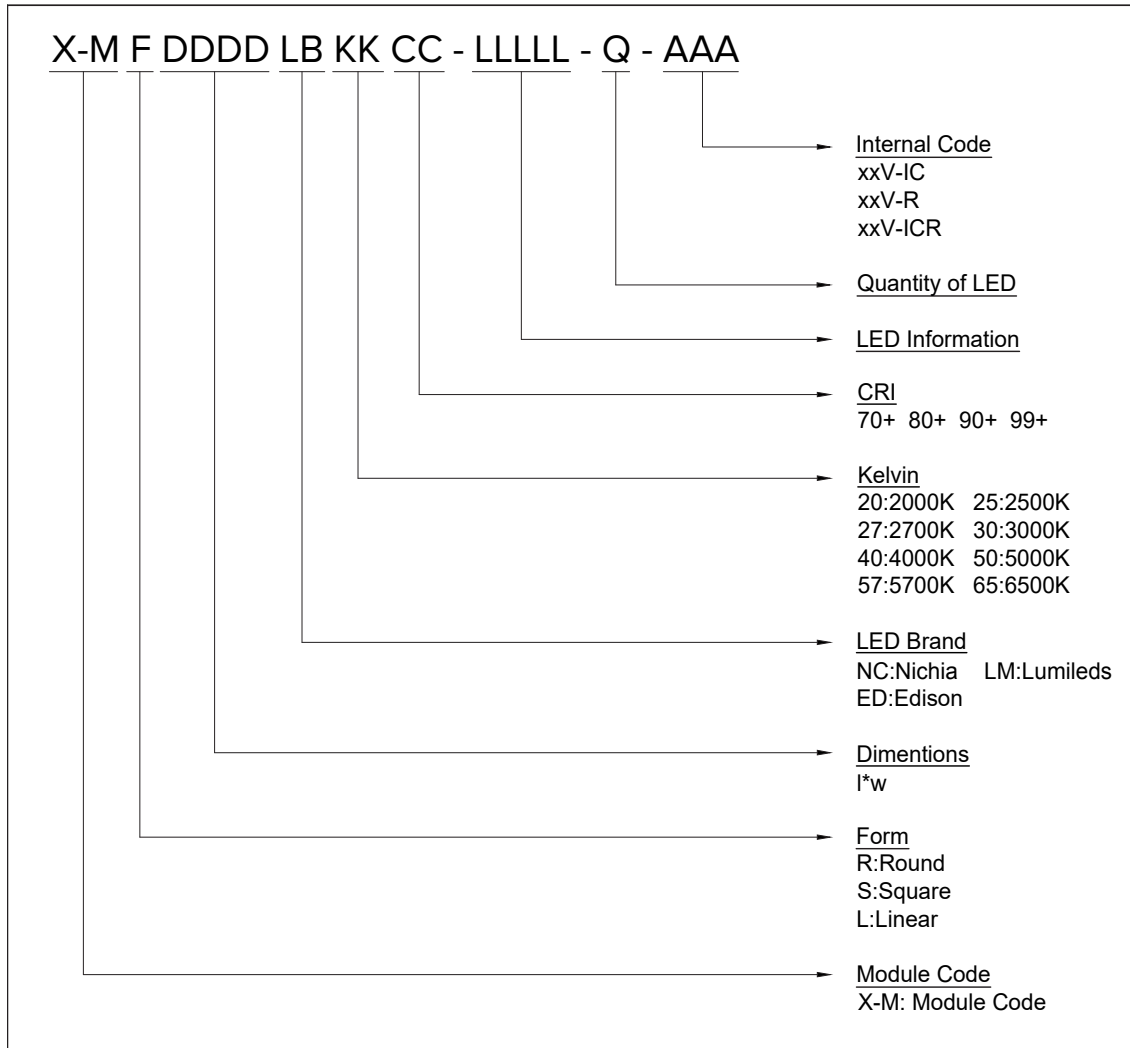 X-M F DDDD LB KK CC - LLLLL - Q - AAA
Internal Code
xxV-IC
xxV-R
xxV-ICR
Quantity of LED
LED Information
CRI
70+ 80+ 90+ 99+
Kelvin
20:2000K 25:2500K
27:2700K 30:3000K
40:4000K 50:5000K
57:5700K 65:6500K
LED Brand
NC:Nichia LM:Lumileds
ED:Edison
Dimentions
l*w
Form
R:Round
S:Square
L:Linear
Module Code
X-M: Module Code